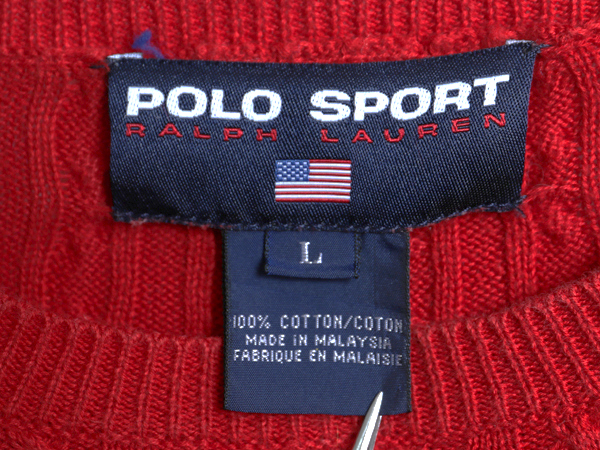 POLO SPORT
RALPH LAUREN
L
100% COTTON/COTON
MADE IN MALAYSIA
FABRIQUE EN MALAISIE